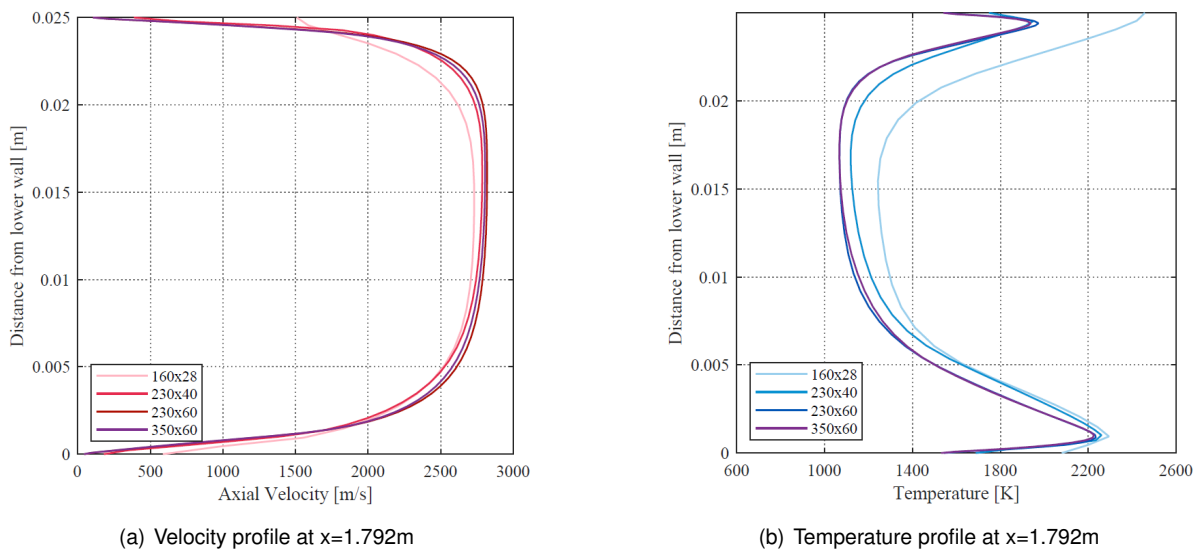 0.025
0.02
0.015
0.01
0.005
0
Distance from lower wall [m]
160x28
230x40
230x60
350x60
0 500 1000 1500 2000 2500 3000
Axial Velocity [m/s]
(a) Velocity profile at x=1.792m
0.02
0.015
0.01
0.005
0
Distance from lower wall [m]
160x28
230x40
230x60
350x60
600 1000 1400 1800 2200 2600
Temperature [K]
(b) Temperature profile at x=1.792m